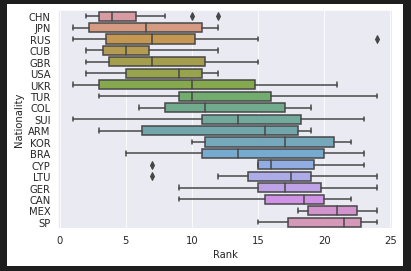 CHN
JPN
RUS
CUB
GBR
USA
UKR
TUR
COL
SUI
ARM
KOR
BRA
CYP
LTU
GER
CAN
MEX
SP
Nationality
0 5 10 15 20 25
Rank